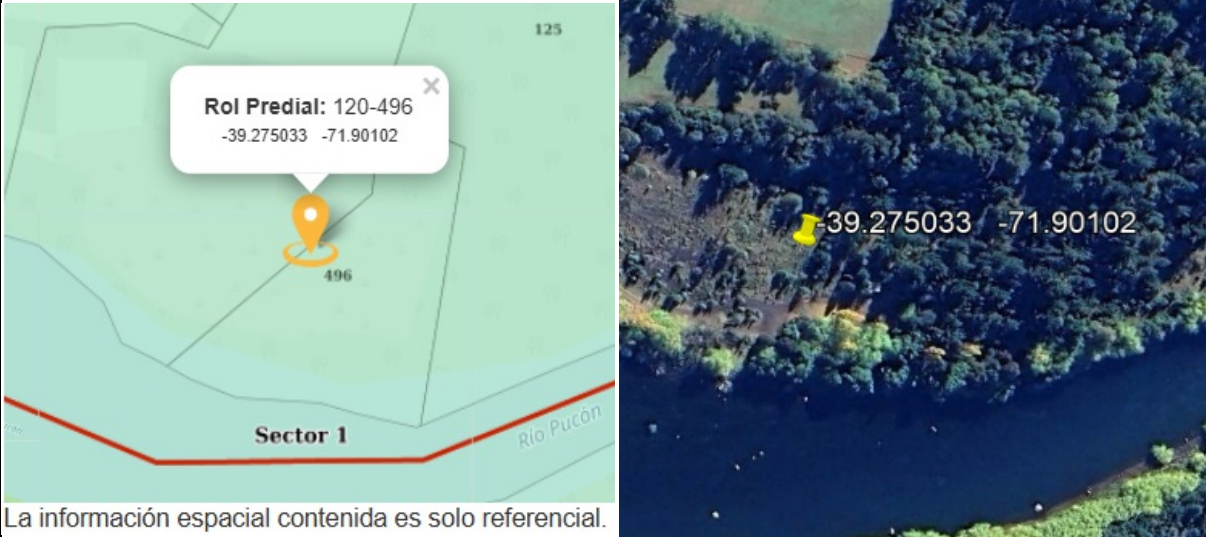 125
×
Rol Predial: 120-496
-39.275033 -71.90102
496
Sector 1
Río Pucón
La información espacial contenida es solo referencial.
-39.275033 -71.90102